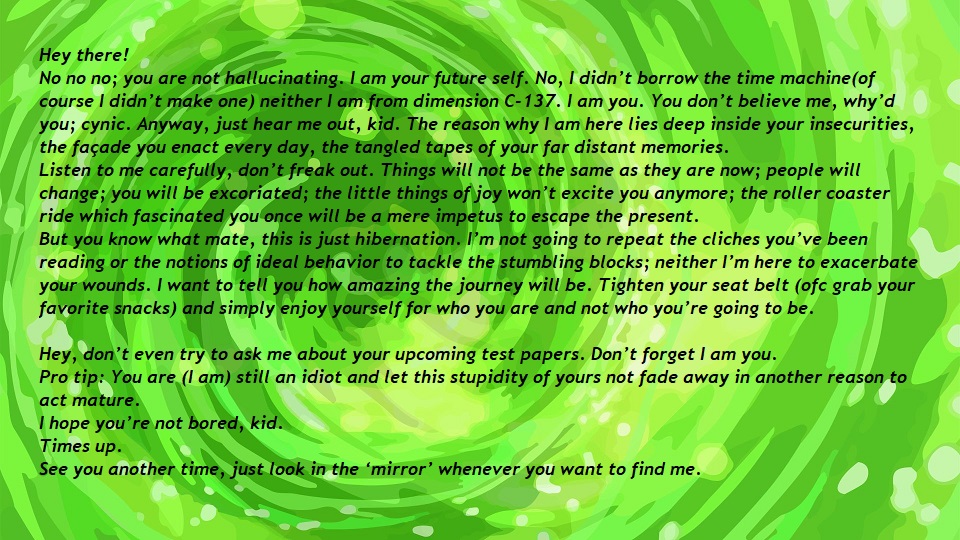 Hey there!
No no no; you are not hallucinating. I am your future self. No, I didn’t borrow the time machine(of
course I didn’t make one) neither I am from dimension C-137. I am you. You don’t believe me, why’d
you; cynic. Anyway, just hear me out, kid. The reason why I am here lies deep inside your insecurities,
the façade you enact every day, the tangled tapes of your far distant memories.
Listen to me carefully, don’t freak out. Things will not be the same as they are now; people will
change; you will be excoriated; the little things of joy won’t excite you anymore; the roller coaster
ride which fascinated you once will be a mere impetus to escape the present.
But you know what mate, this is just hibernation. I’m not going to repeat the cliches you’ve been
reading or the notions of ideal behavior to tackle the stumbling blocks; neither I’m here to exacerbate
your wounds. I want to tell you how amazing the journey will be. Tighten your seat belt (ofc grab your
favorite snacks) and simply enjoy yourself for who you are and not who you’re going to be.

Hey, don’t even try to ask me about your upcoming test papers. Don’t forget I am you.
Pro tip: You are (I am) still an idiot and let this stupidity of yours not fade away in another reason to
act mature.
I hope you’re not bored, kid.
Times up.
See you another time, just look in the ‘mirror’ whenever you want to find me.